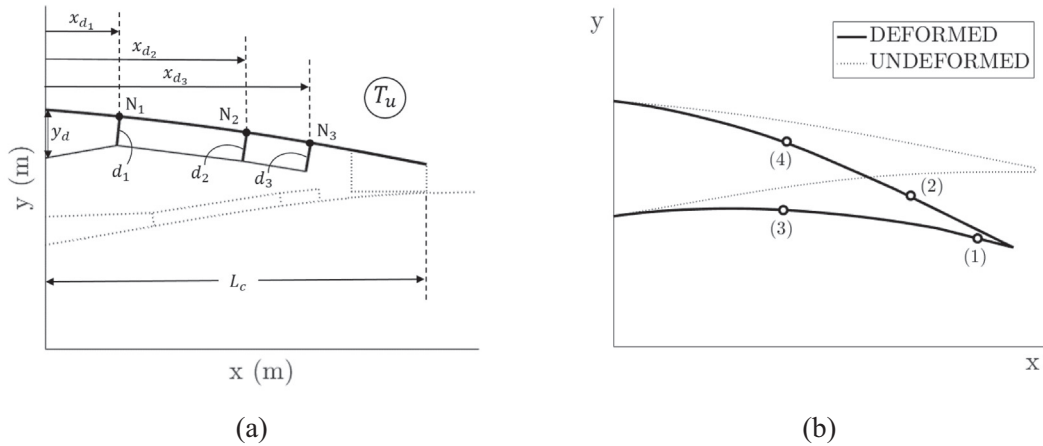 x_{d_1}
x_{d_2}
x_{d_3}
T_u
N_1
N_2
N_3
y_d
d_1
d_2
d_3
L_c
y (m)
x (m)
(a)
y
DEFORMED
UNDEFORMED
(4)
(2)
(3)
(1)
x
(b)